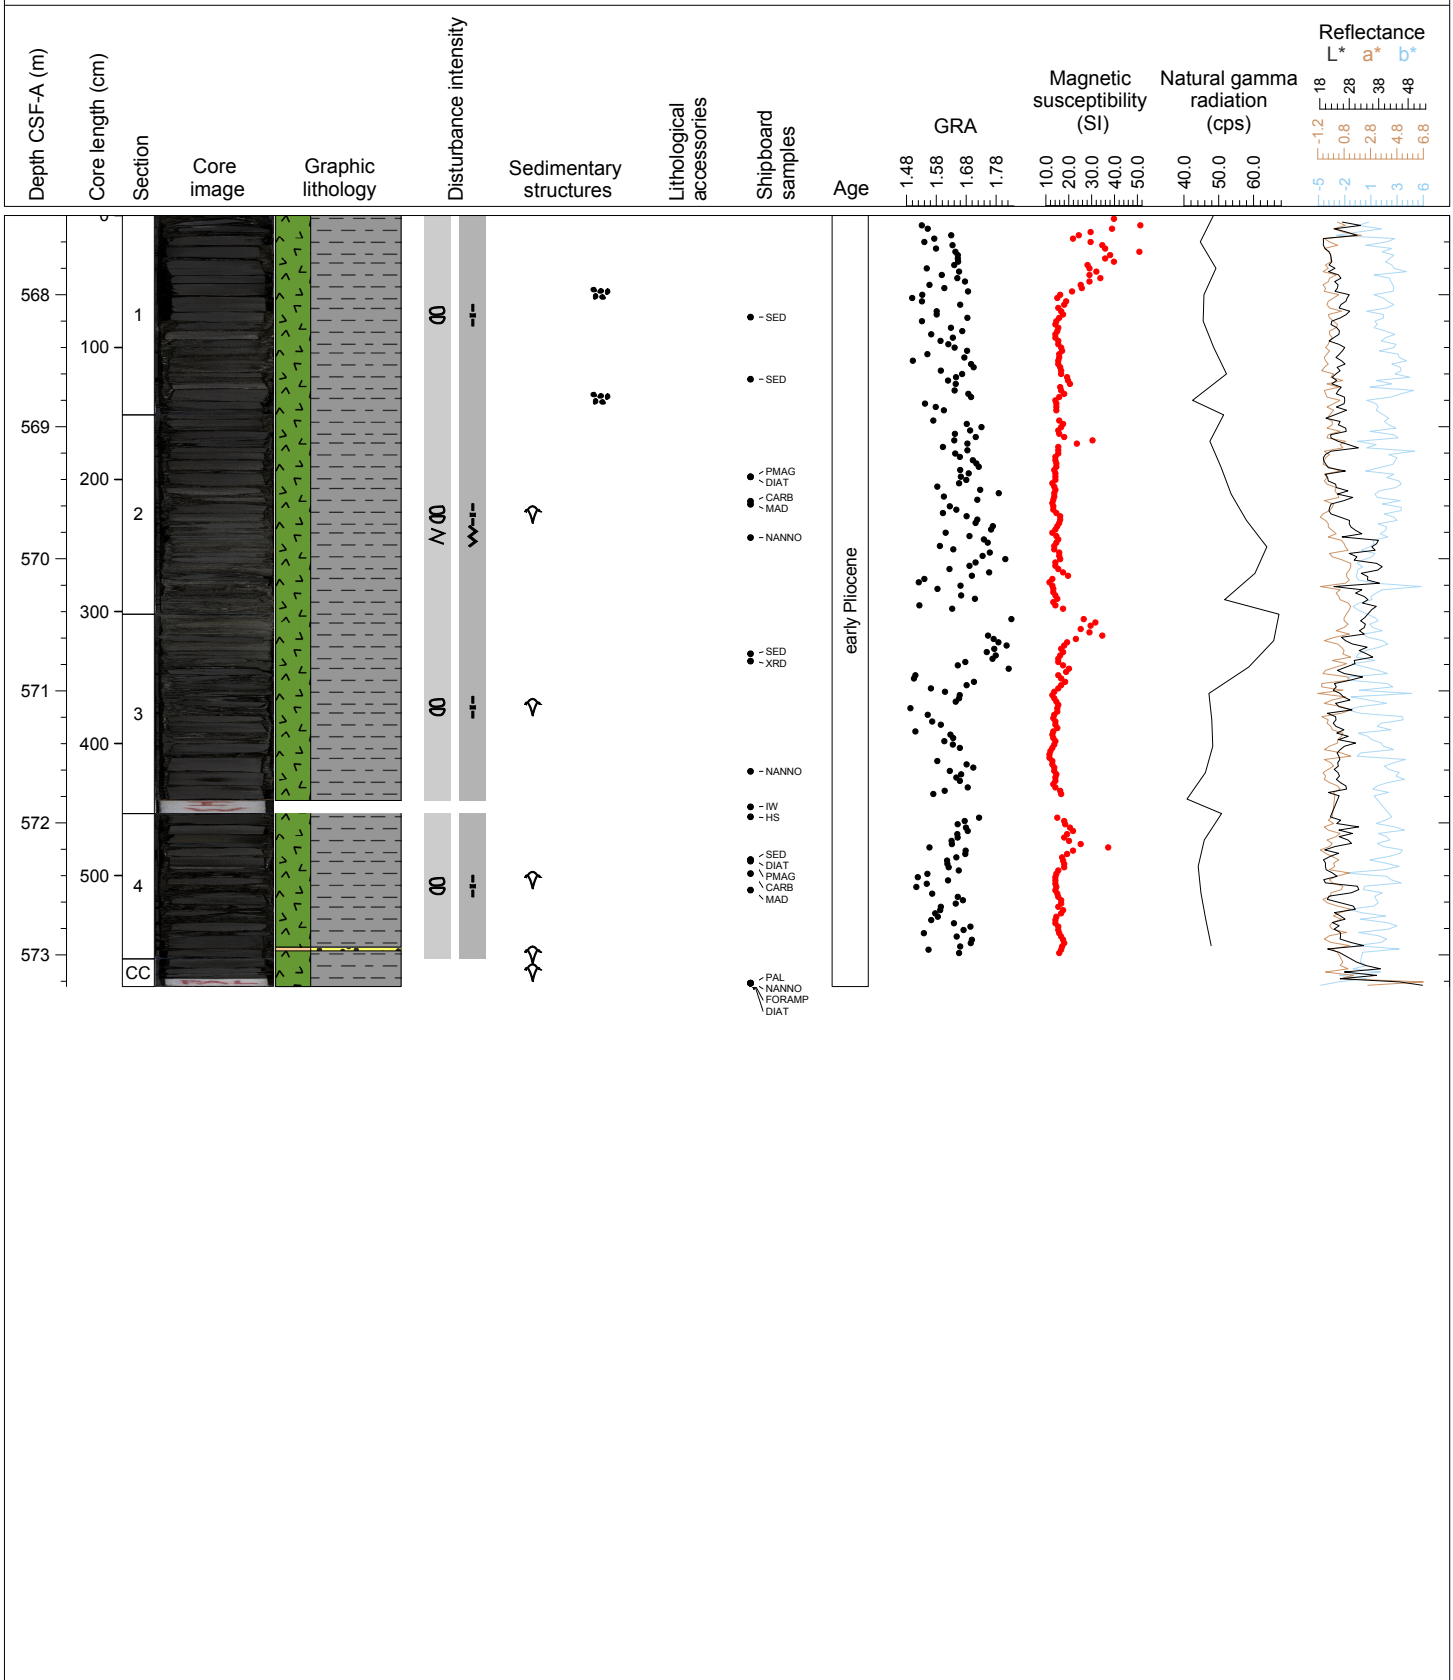 Depth CSF-A (m)
Core length (cm)
Section
Core
image
Graphic
lithology
Disturbance intensity
Sedimentary
structures
Lithological
accessories
Shipboard
samples
Age
GRA
1.48 1.58 1.68 1.78
Magnetic
susceptibility
(SI)
10.0 20.0 30.0 40.0 50.0
Natural gamma
radiation
(cps)
40.0 50.0 60.0
Reflectance
L* a* b*
18 28 38 48
-1.2 0.8 2.8 4.8 6.8
-5 -2 1 3 4 6
0
568
1
SED
100
SED
569
200
PMAG
DIAT
CARB
MAD
2
NANNO
570
300
early Pliocene
SED
XRD
571
3
400
NANNO
IW
HS
572
SED
DIAT
PMAG
CARB
MAD
500
4
573
CC
PAL
NANNO
FORAMP
DIAT